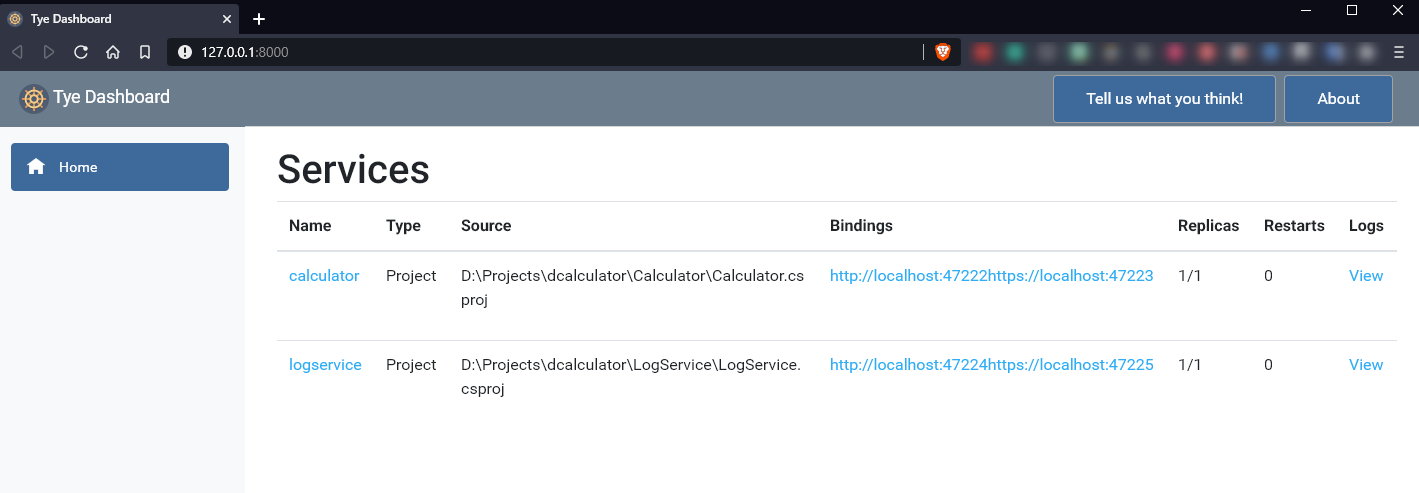 Tye Dashboard
127.0.0.1:8000
Tye Dashboard
Tell us what you think!
About
Home
Services
Name Type Source Bindings Replicas Restarts Logs
calculator Project D:\Projects\dcalculator\Calculator\Calculator.cs http://localhost:47222https://localhost:47223 1/1 0 View
proj
logservice Project D:\Projects\dcalculator\LogService\LogService. http://localhost:47224https://localhost:47225 1/1 0 View
csproj